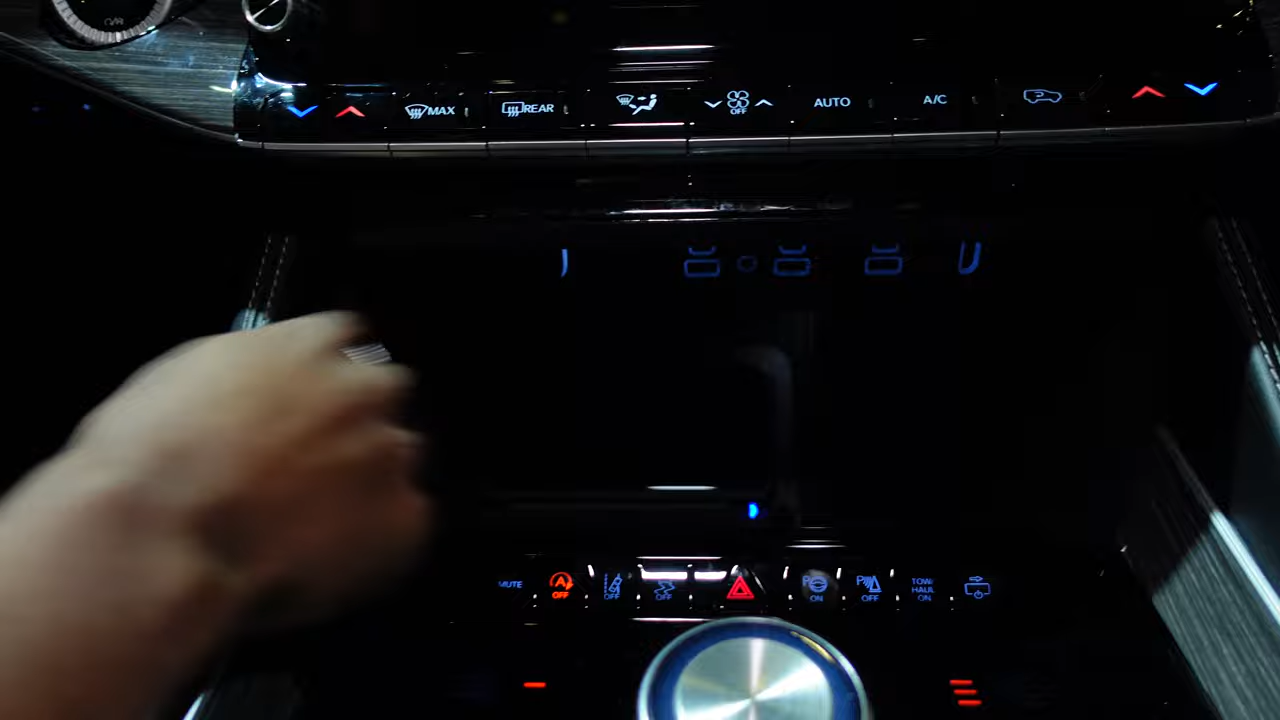 MAX
REAR
OFF
AUTO
A/C
MUTE
A
OFF
OFF
OFF
P
ON
P
OFF
TOW/
HAUL
ON